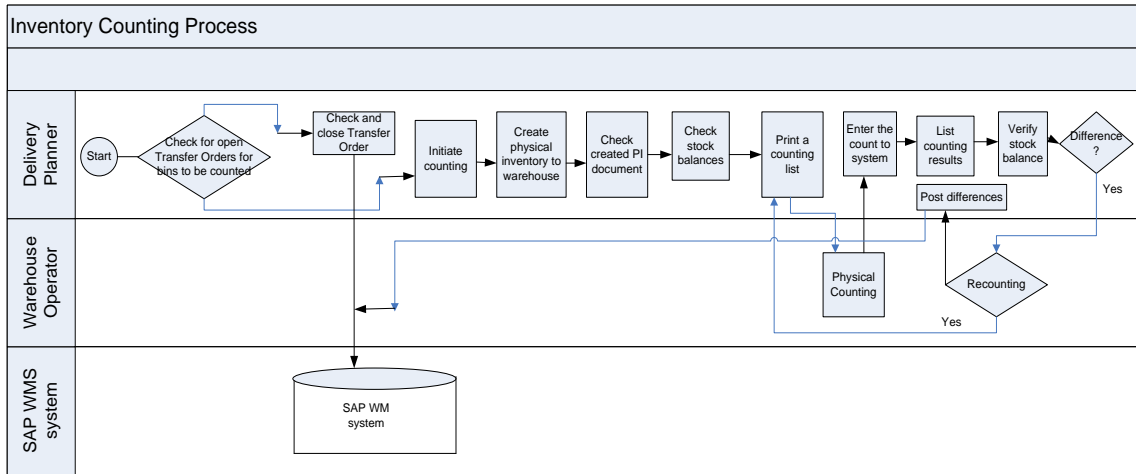 Inventory Counting Process
Delivery
Planner
Start
Check for open
Transfer Orders for
bins to be counted
Check and
close Transfer
Order
Initiate
counting
Create
physical
inventory to
warehouse
Check
created PI
document
Check
stock
balances
Print a
counting
list
Enter the
count to
system
List
counting
results
Verify
stock
balance
Difference
?
Yes
Post differences
Warehouse
Operator
Physical
Counting
Recounting
Yes
SAP WMS
system
SAP WM
system